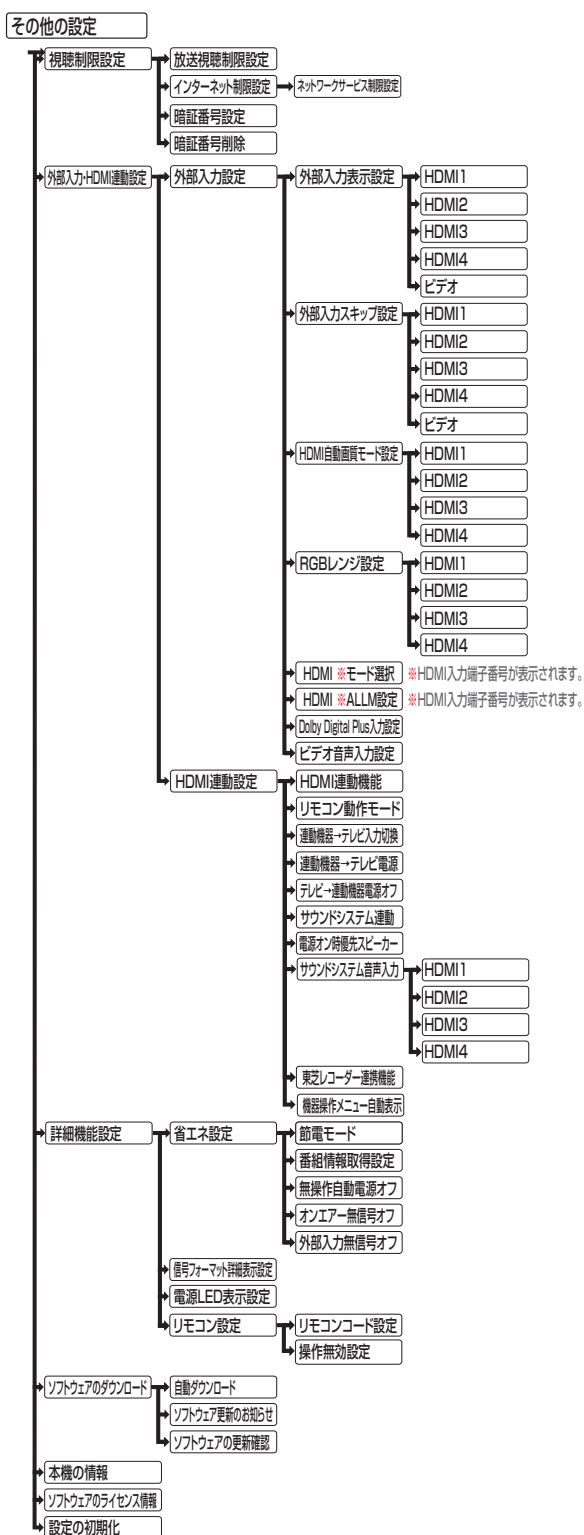 その他の設定
視聴制限設定
放送視聴制限設定
インターネット制限設定
ネットワークサービス制限設定
暗証番号設定
暗証番号削除
外部入力・HDMI連動設定
外部入力設定
外部入力表示設定
HDMI1
HDMI2
HDMI3
HDMI4
ビデオ
外部入力スキップ設定
HDMI1
HDMI2
HDMI3
HDMI4
ビデオ
HDMI自動画質モード設定
HDMI1
HDMI2
HDMI3
HDMI4
RGBレンジ設定
HDMI1
HDMI2
HDMI3
HDMI4
HDMI ※モード選択 ※HDMI入力端子番号が表示されます。
HDMI ※ALLM設定 ※HDMI入力端子番号が表示されます。
Dolby Digital Plus入力設定
ビデオ音声入力設定
HDMI連動設定
HDMI連動機能
リモコン動作モード
連動機器→テレビ入力切換
連動機器→テレビ電源
テレビ→連動機器電源オフ
サウンドシステム連動
電源オン時優先スピーカー
サウンドシステム音声入力
HDMI1
HDMI2
HDMI3
HDMI4
東芝レコーダー連携機能
機器操作メニュー自動表示
詳細機能設定
省エネ設定
節電モード
番組情報取得設定
無操作自動電源オフ
オンエアー無信号オフ
外部入力無信号オフ
信号フォーマット詳細表示設定
電源LED表示設定
リモコン設定
リモコンコード設定
操作無効設定
ソフトウェアのダウンロード
自動ダウンロード
ソフトウェア更新のお知らせ
ソフトウェアの更新確認
本機の情報
ソフトウェアのライセンス情報
設定の初期化